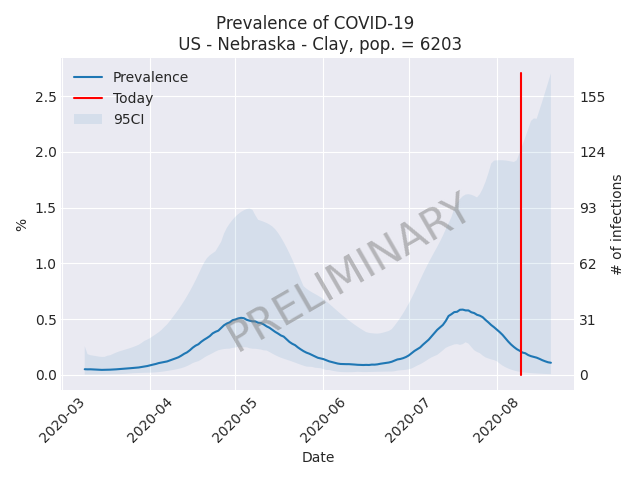 Prevalence of COVID-19
US - Nebraska - Clay, pop. = 6203
Prevalence
Today
95CI
2.5
2.0
1.5
1.0
0.5
0.0
%
155
124
93
62
31
0
# of infections
PRELIMINARY
2020-03
2020-04
2020-05
2020-06
2020-07
2020-08
Date